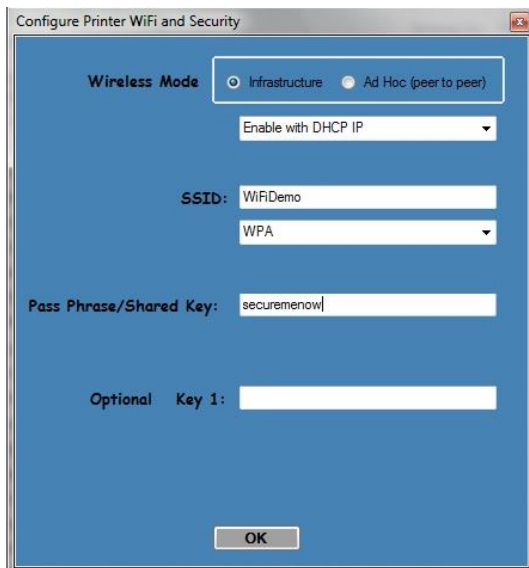 Configure Printer WiFi and Security
Wireless Mode Infrastructure Ad Hoc (peer to peer)
Enable with DHCP IP
SSID: WiFiDemo
WPA
Pass Phrase/Shared Key: securemenow
Optional Key 1:
OK